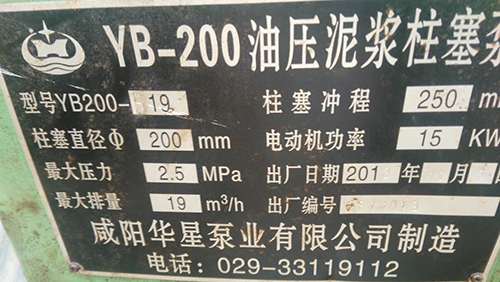 YB-200油压泥浆柱塞泵
型号YB200-19 柱塞冲程 250 m
柱塞直径Φ 200 mm 电动机功率 15 KW
最大压力 2.5 MPa 出厂日期 201 年 月
最大排量 19 m³/h 出厂编号
咸阳华星泵业有限公司制造
电话：029-33119112